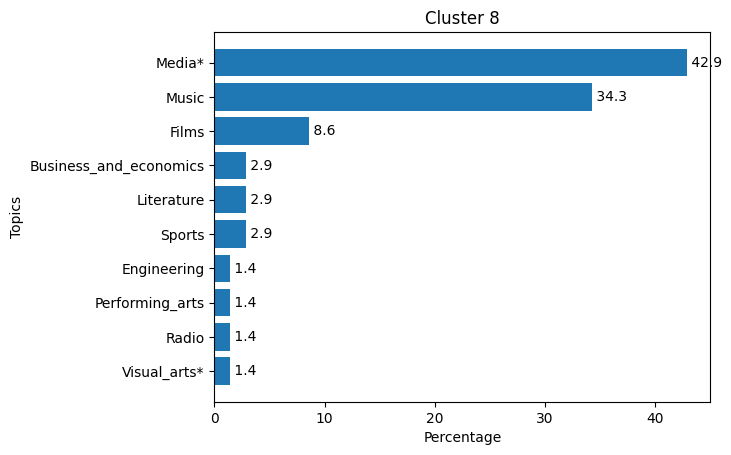 Cluster 8
Media* 42.9
Music 34.3
Films 8.6
Business_and_economics 2.9
Literature 2.9
Sports 2.9
Engineering 1.4
Performing_arts 1.4
Radio 1.4
Visual_arts* 1.4
Topics
0 10 20 30 40
Percentage